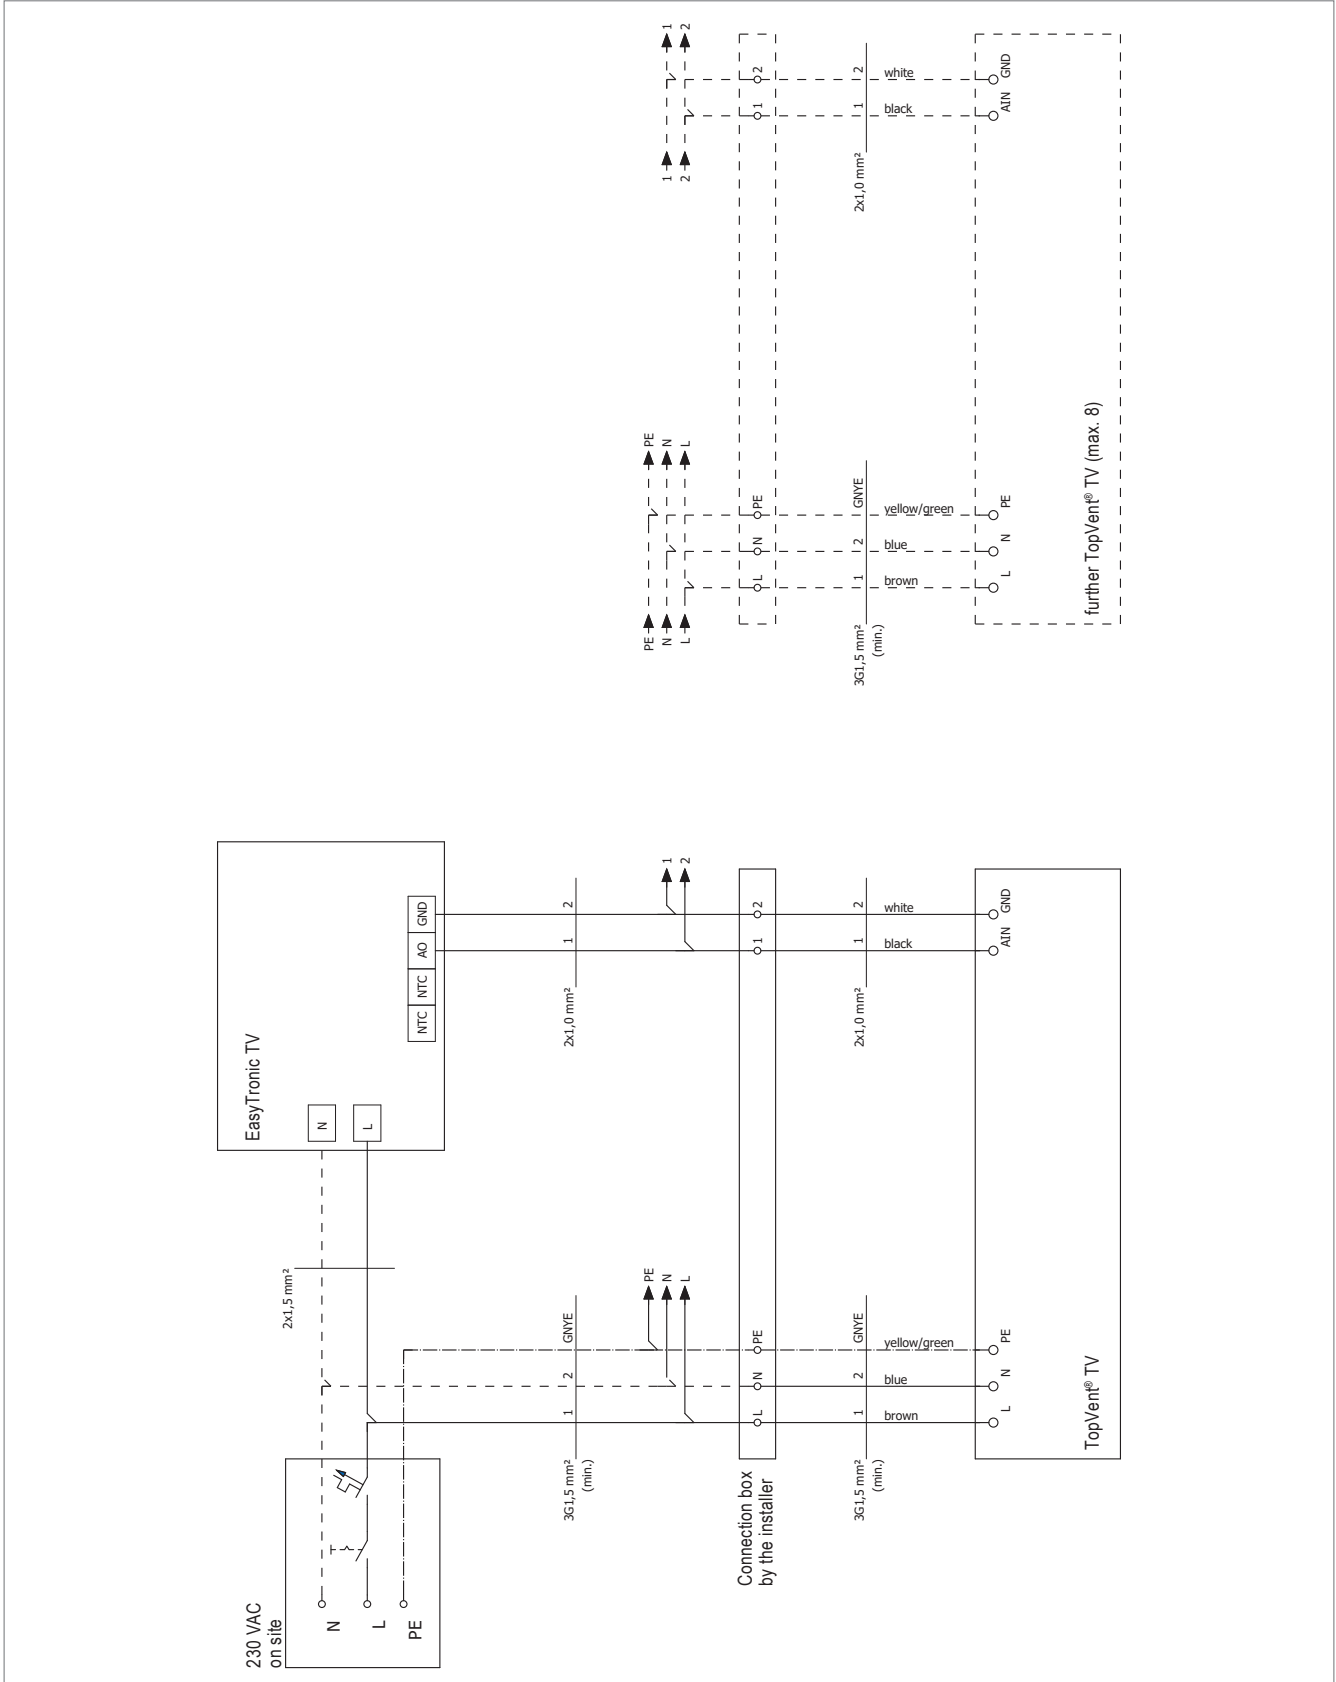 230 VAC
on site
N
L
PE
EasyTronic TV
N
L
NTC
NTC
AO
GND
2x1,5 mm²
3G1,5 mm²
(min.)
1
2
GNYE
2x1,0 mm²
1
2
PE
N
L
1
2
Connection box
by the installer
L
N
PE
1
2
3G1,5 mm²
(min.)
1
2
GNYE
2x1,0 mm²
1
2
brown
blue
yellow/green
black
white
L
N
PE
AIN
GND
TopVent® TV
PE
N
L
PE
N
L
1
2
1
2
L
N
PE
1
2
3G1,5 mm²
(min.)
1
2
GNYE
2x1,0 mm²
1
2
brown
blue
yellow/green
black
white
L
N
PE
AIN
GND
further TopVent® TV (max. 8)